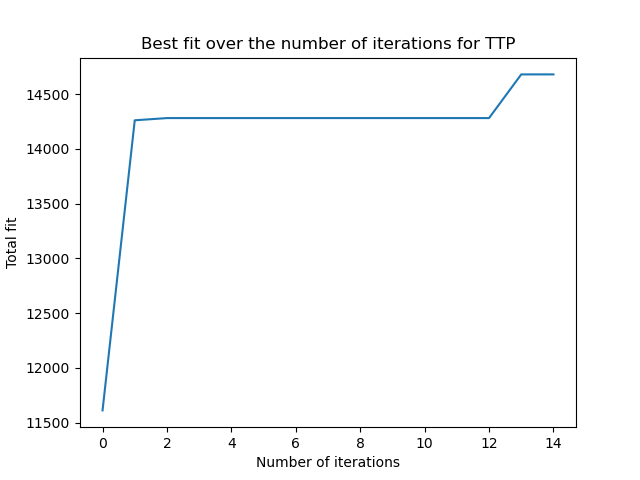 Best fit over the number of iterations for TTP
14500
14000
13500
13000
12500
12000
11500
Total fit
0 2 4 6 8 10 12 14
Number of iterations